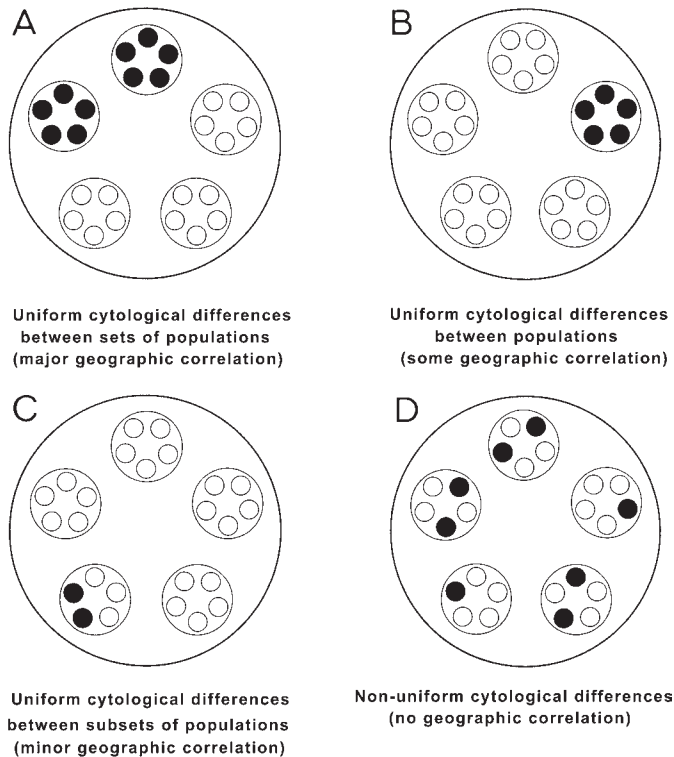 A
B
Uniform cytological differences
between sets of populations
(major geographic correlation)
Uniform cytological differences
between populations
(some geographic correlation)
C
D
Uniform cytological differences
between subsets of populations
(minor geographic correlation)
Non-uniform cytological differences
(no geographic correlation)